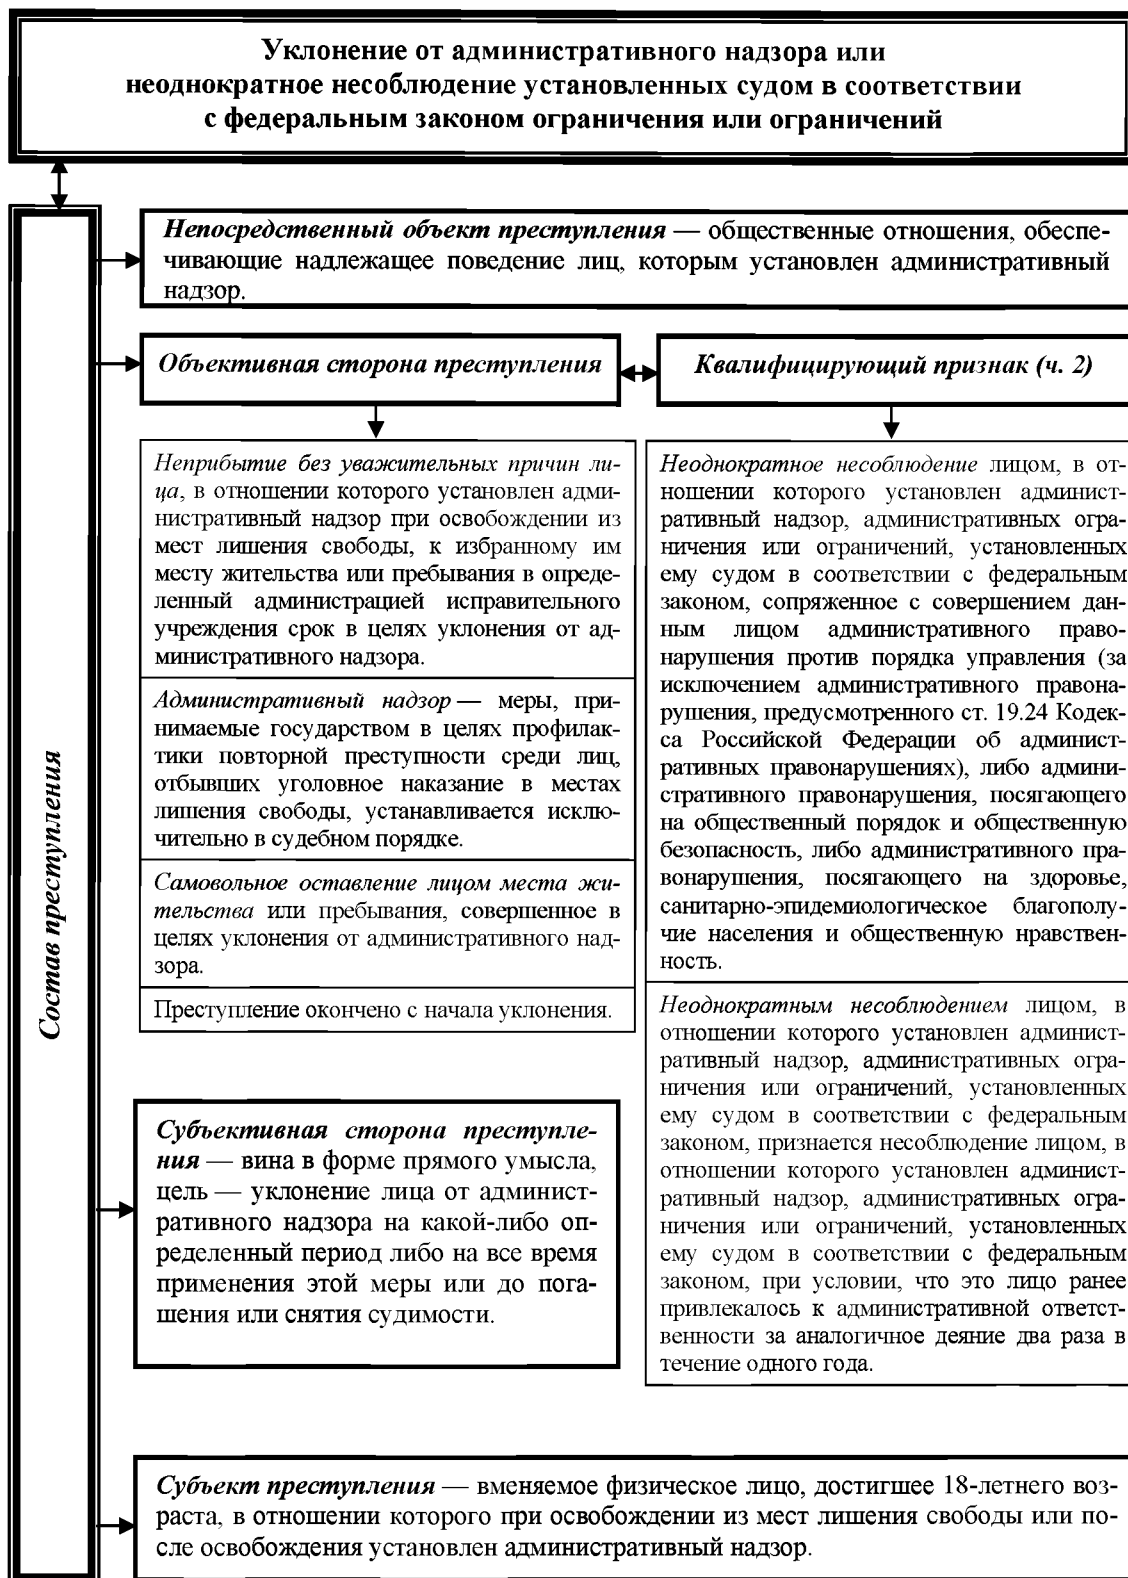 Уклонение от административного надзора или
неоднократное несоблюдение установленных судом в соответствии
с федеральным законом ограничения или ограничений
Состав преступления
Непосредственный объект преступления — общественные отношения, обеспе-
чивающие надлежащее поведение лиц, которым установлен административный
надзор.
Объективная сторона преступления
Квалифицирующий признак (ч. 2)
Неприбытие без уважительных причин ли-
ца, в отношении которого установлен адми-
нистративный надзор при освобождении из
мест лишения свободы, к избранному им
месту жительства или пребывания в опреде-
ленный администрацией исправительного
учреждения срок в целях уклонения от ад-
министративного надзора.
Административный надзор — меры, при-
нимаемые государством в целях профилак-
тики повторной преступности среди лиц,
отбывших уголовное наказание в местах
лишения свободы, устанавливается исклю-
чительно в судебном порядке.
Самовольное оставление лицом места жи-
тельства или пребывания, совершенное в
целях уклонения от административного над-
зора.
Преступление окончено с начала уклонения.
Неоднократное несоблюдение лицом, в от-
ношении которого установлен админист-
ративный надзор, административных огра-
ничения или ограничений, установленных
ему судом в соответствии с федеральным
законом, сопряженное с совершением дан-
ным лицом административного право-
нарушения против порядка управления (за
исключением административного правона-
рушения, предусмотренного ст. 19.24 Кодек-
са Российской Федерации об админист-
ративных правонарушениях), либо админи-
стративного правонарушения, посягающего
на общественный порядок и общественную
безопасность, либо административного пра-
вонарушения, посягающего на здоровье,
санитарно-эпидемиологическое благополу-
чие населения и общественную нравствен-
ность.
Неоднократным несоблюдением лицом, в
отношении которого установлен админист-
ративный надзор, административных огра-
ничения или ограничений, установленных
ему судом в соответствии с федеральным
законом, признается несоблюдение лицом, в
отношении которого установлен админист-
ративный надзор, административных огра-
ничения или ограничений, установленных
ему судом в соответствии с федеральным
законом, при условии, что это лицо ранее
привлекалось к административной ответст-
венности за аналогичное деяние два раза в
течение одного года.
Субъективная сторона преступле-
ния — вина в форме прямого умысла,
цель — уклонение лица от админист-
ративного надзора на какой-либо оп-
ределенный период либо на все время
применения этой меры или до пога-
шения или снятия судимости.
Субъект преступления — вменяемое физическое лицо, достигшее 18-летнего воз-
раста, в отношении которого при освобождении из мест лишения свободы или по-
сле освобождения установлен административный надзор.